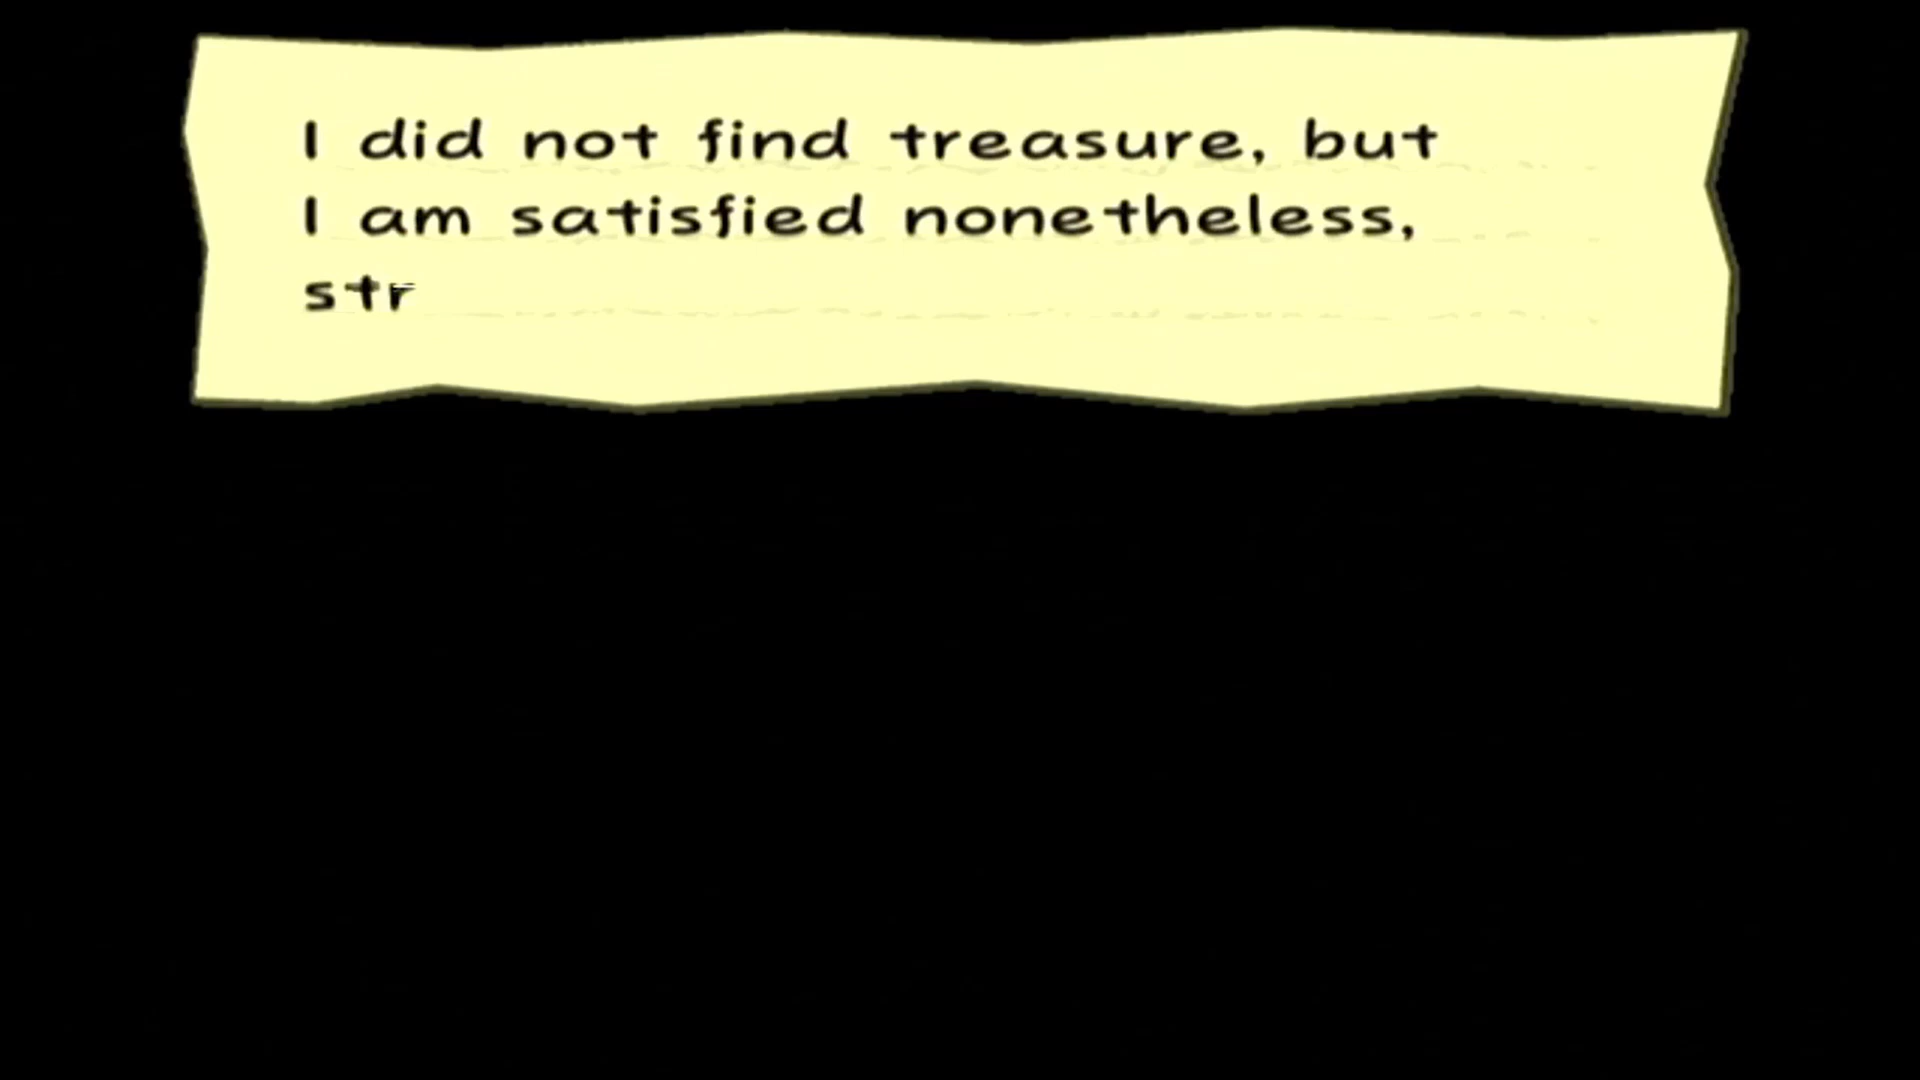 I did not find treasure, but
I am satisfied nonetheless,
str